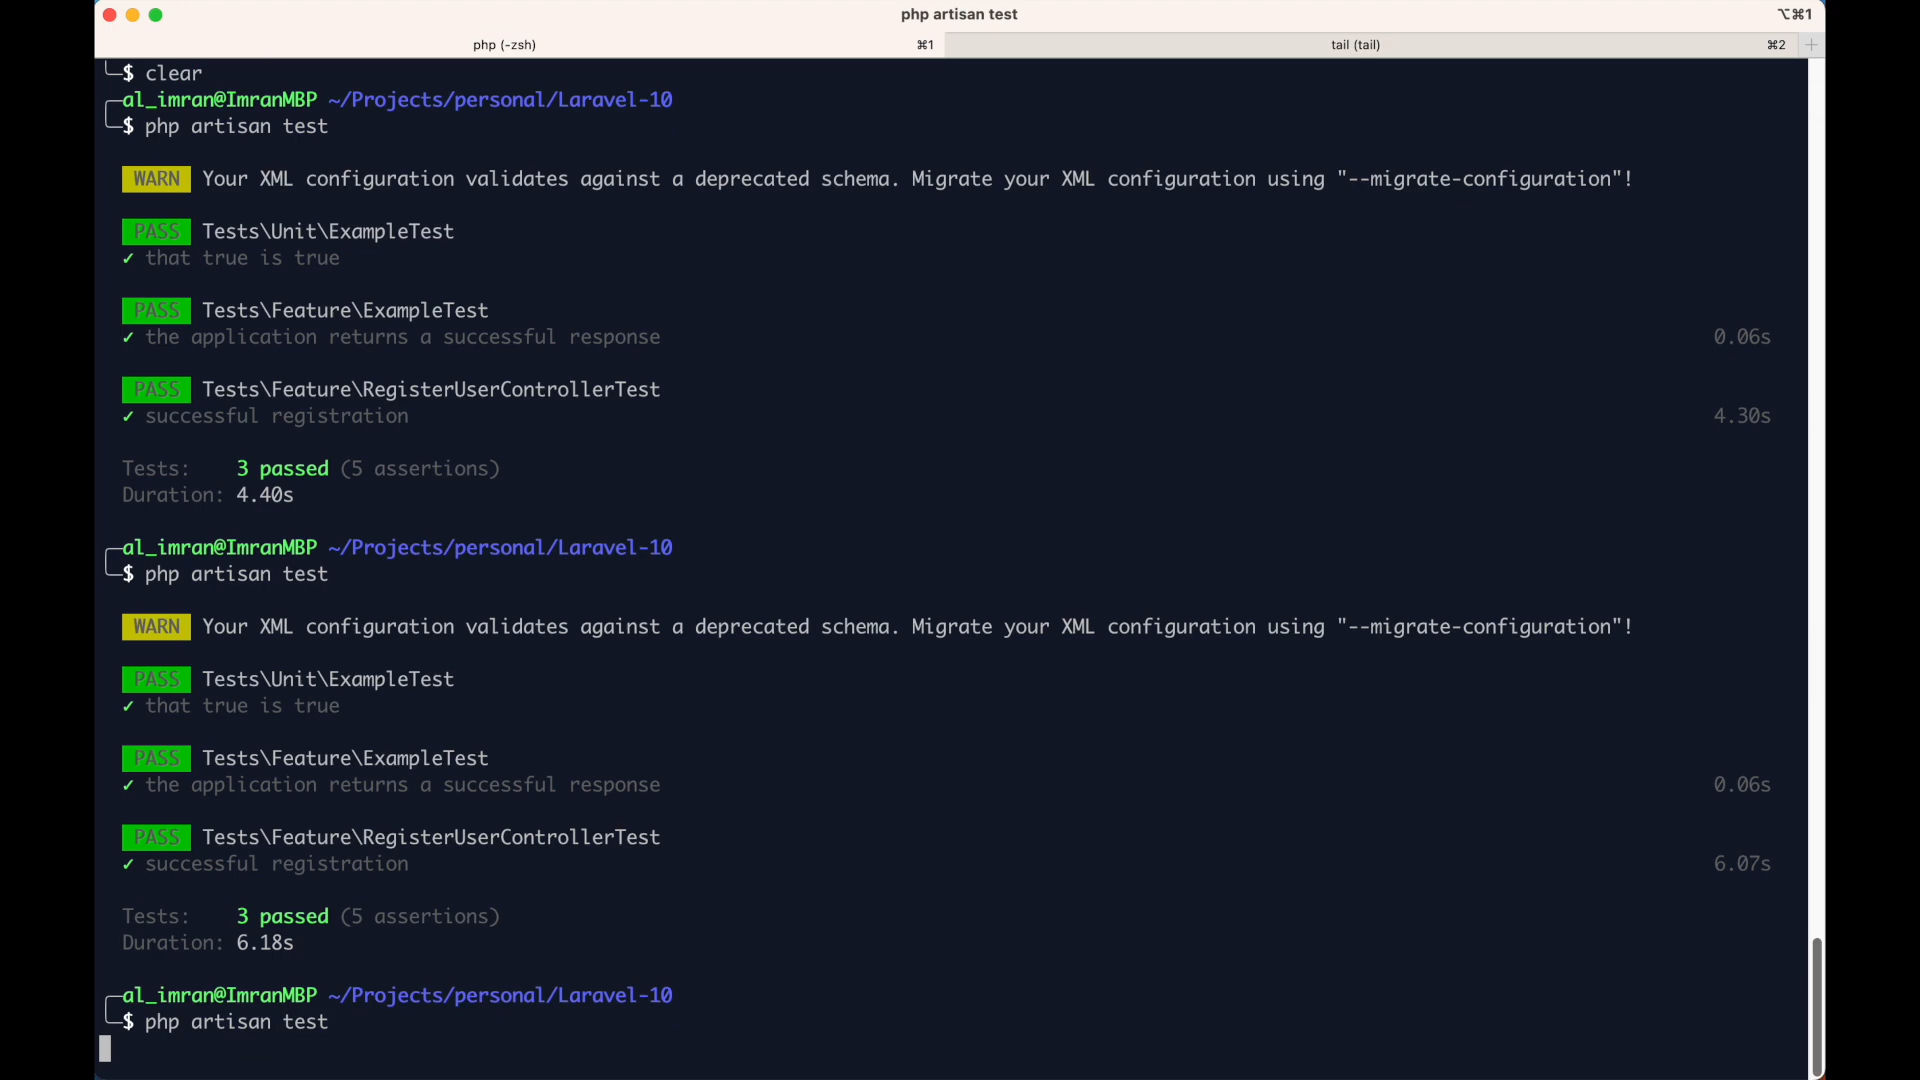 php artisan test
⌥⌘1
php (-zsh) ⌘1
tail (tail) ⌘2
$ clear
al_imran@ImranMBP ~/Projects/personal/Laravel-10
$ php artisan test
WARN Your XML configuration validates against a deprecated schema. Migrate your XML configuration using "--migrate-configuration"!
PASS Tests\Unit\ExampleTest
✓ that true is true
PASS Tests\Feature\ExampleTest
✓ the application returns a successful response 0.06s
PASS Tests\Feature\RegisterUserControllerTest
✓ successful registration 4.30s
Tests: 3 passed (5 assertions)
Duration: 4.40s
al_imran@ImranMBP ~/Projects/personal/Laravel-10
$ php artisan test
WARN Your XML configuration validates against a deprecated schema. Migrate your XML configuration using "--migrate-configuration"!
PASS Tests\Unit\ExampleTest
✓ that true is true
PASS Tests\Feature\ExampleTest
✓ the application returns a successful response 0.06s
PASS Tests\Feature\RegisterUserControllerTest
✓ successful registration 6.07s
Tests: 3 passed (5 assertions)
Duration: 6.18s
al_imran@ImranMBP ~/Projects/personal/Laravel-10
$ php artisan test